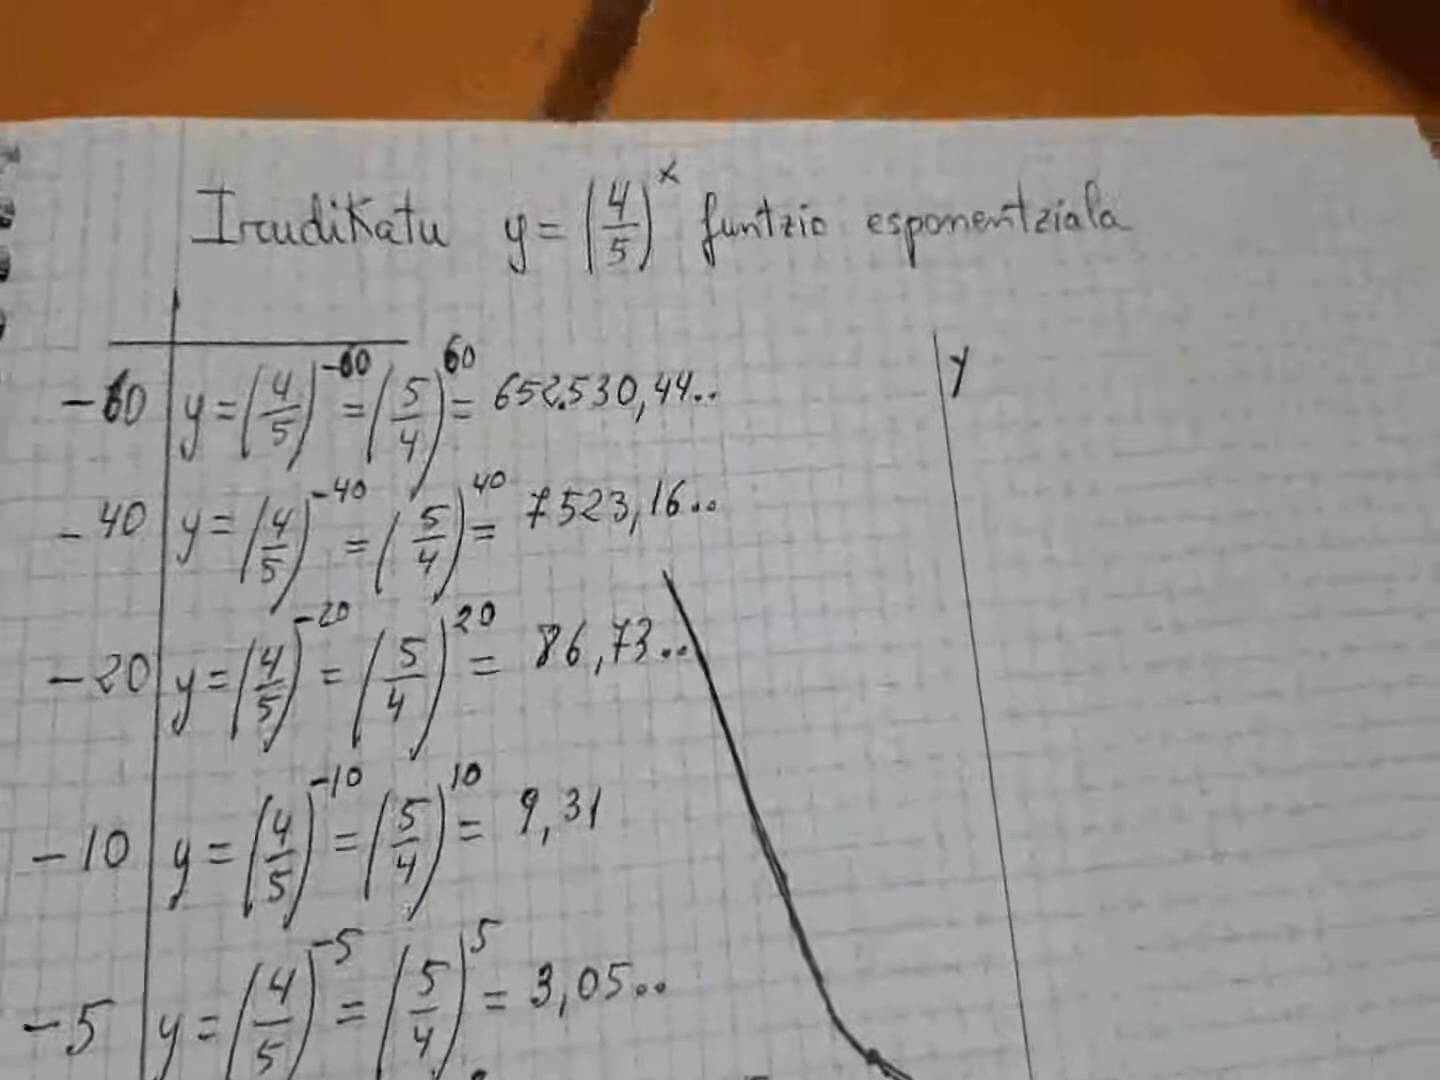 Irudikatu y = (4/5)^x funtzio esponentziala
y
-60 y = (4/5)^-60 = (5/4)^60 = 652.530,44..
-40 y = (4/5)^-40 = (5/4)^40 = 7523,16..
-20 y = (4/5)^-20 = (5/4)^20 = 86,73..
-10 y = (4/5)^-10 = (5/4)^10 = 9,31
-5 y = (4/5)^-5 = (5/4)^5 = 3,05..